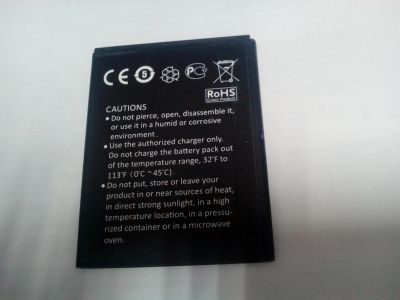 CE 5 PC
RoHS
Green Product
CAUTIONS
● Do not pierce, open, disassemble it,
or use it in a humid or corrosive
environment.
● Use the authorized charger only.
Do not charge the battery pack out
of the temperature range, 32°F to
113°F (0°C ~45°C).
● Do not put, store or leave your
product in or near sources of heat,
in direct strong sunlight, in a high
temperature location, in a pressu-
rized container or in a microwave
oven.